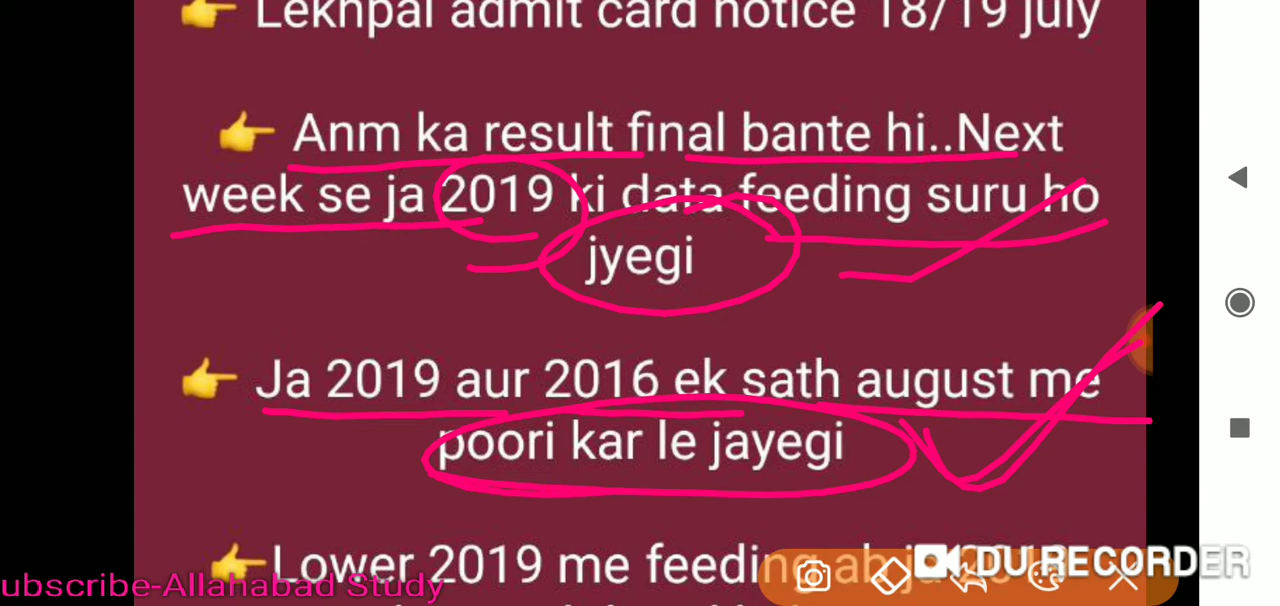 👉 Lekhpal admit card notice 18/19 july
👉 Anm ka result final bante hi..Next
week se ja 2019 ki data feeding suru ho
jyegi
👉 Ja 2019 aur 2016 ek sath august me
poori kar le jayegi
👉 Lower 2019 me feeding ab
DU RECORDER
ubscribe-Allahabad Study